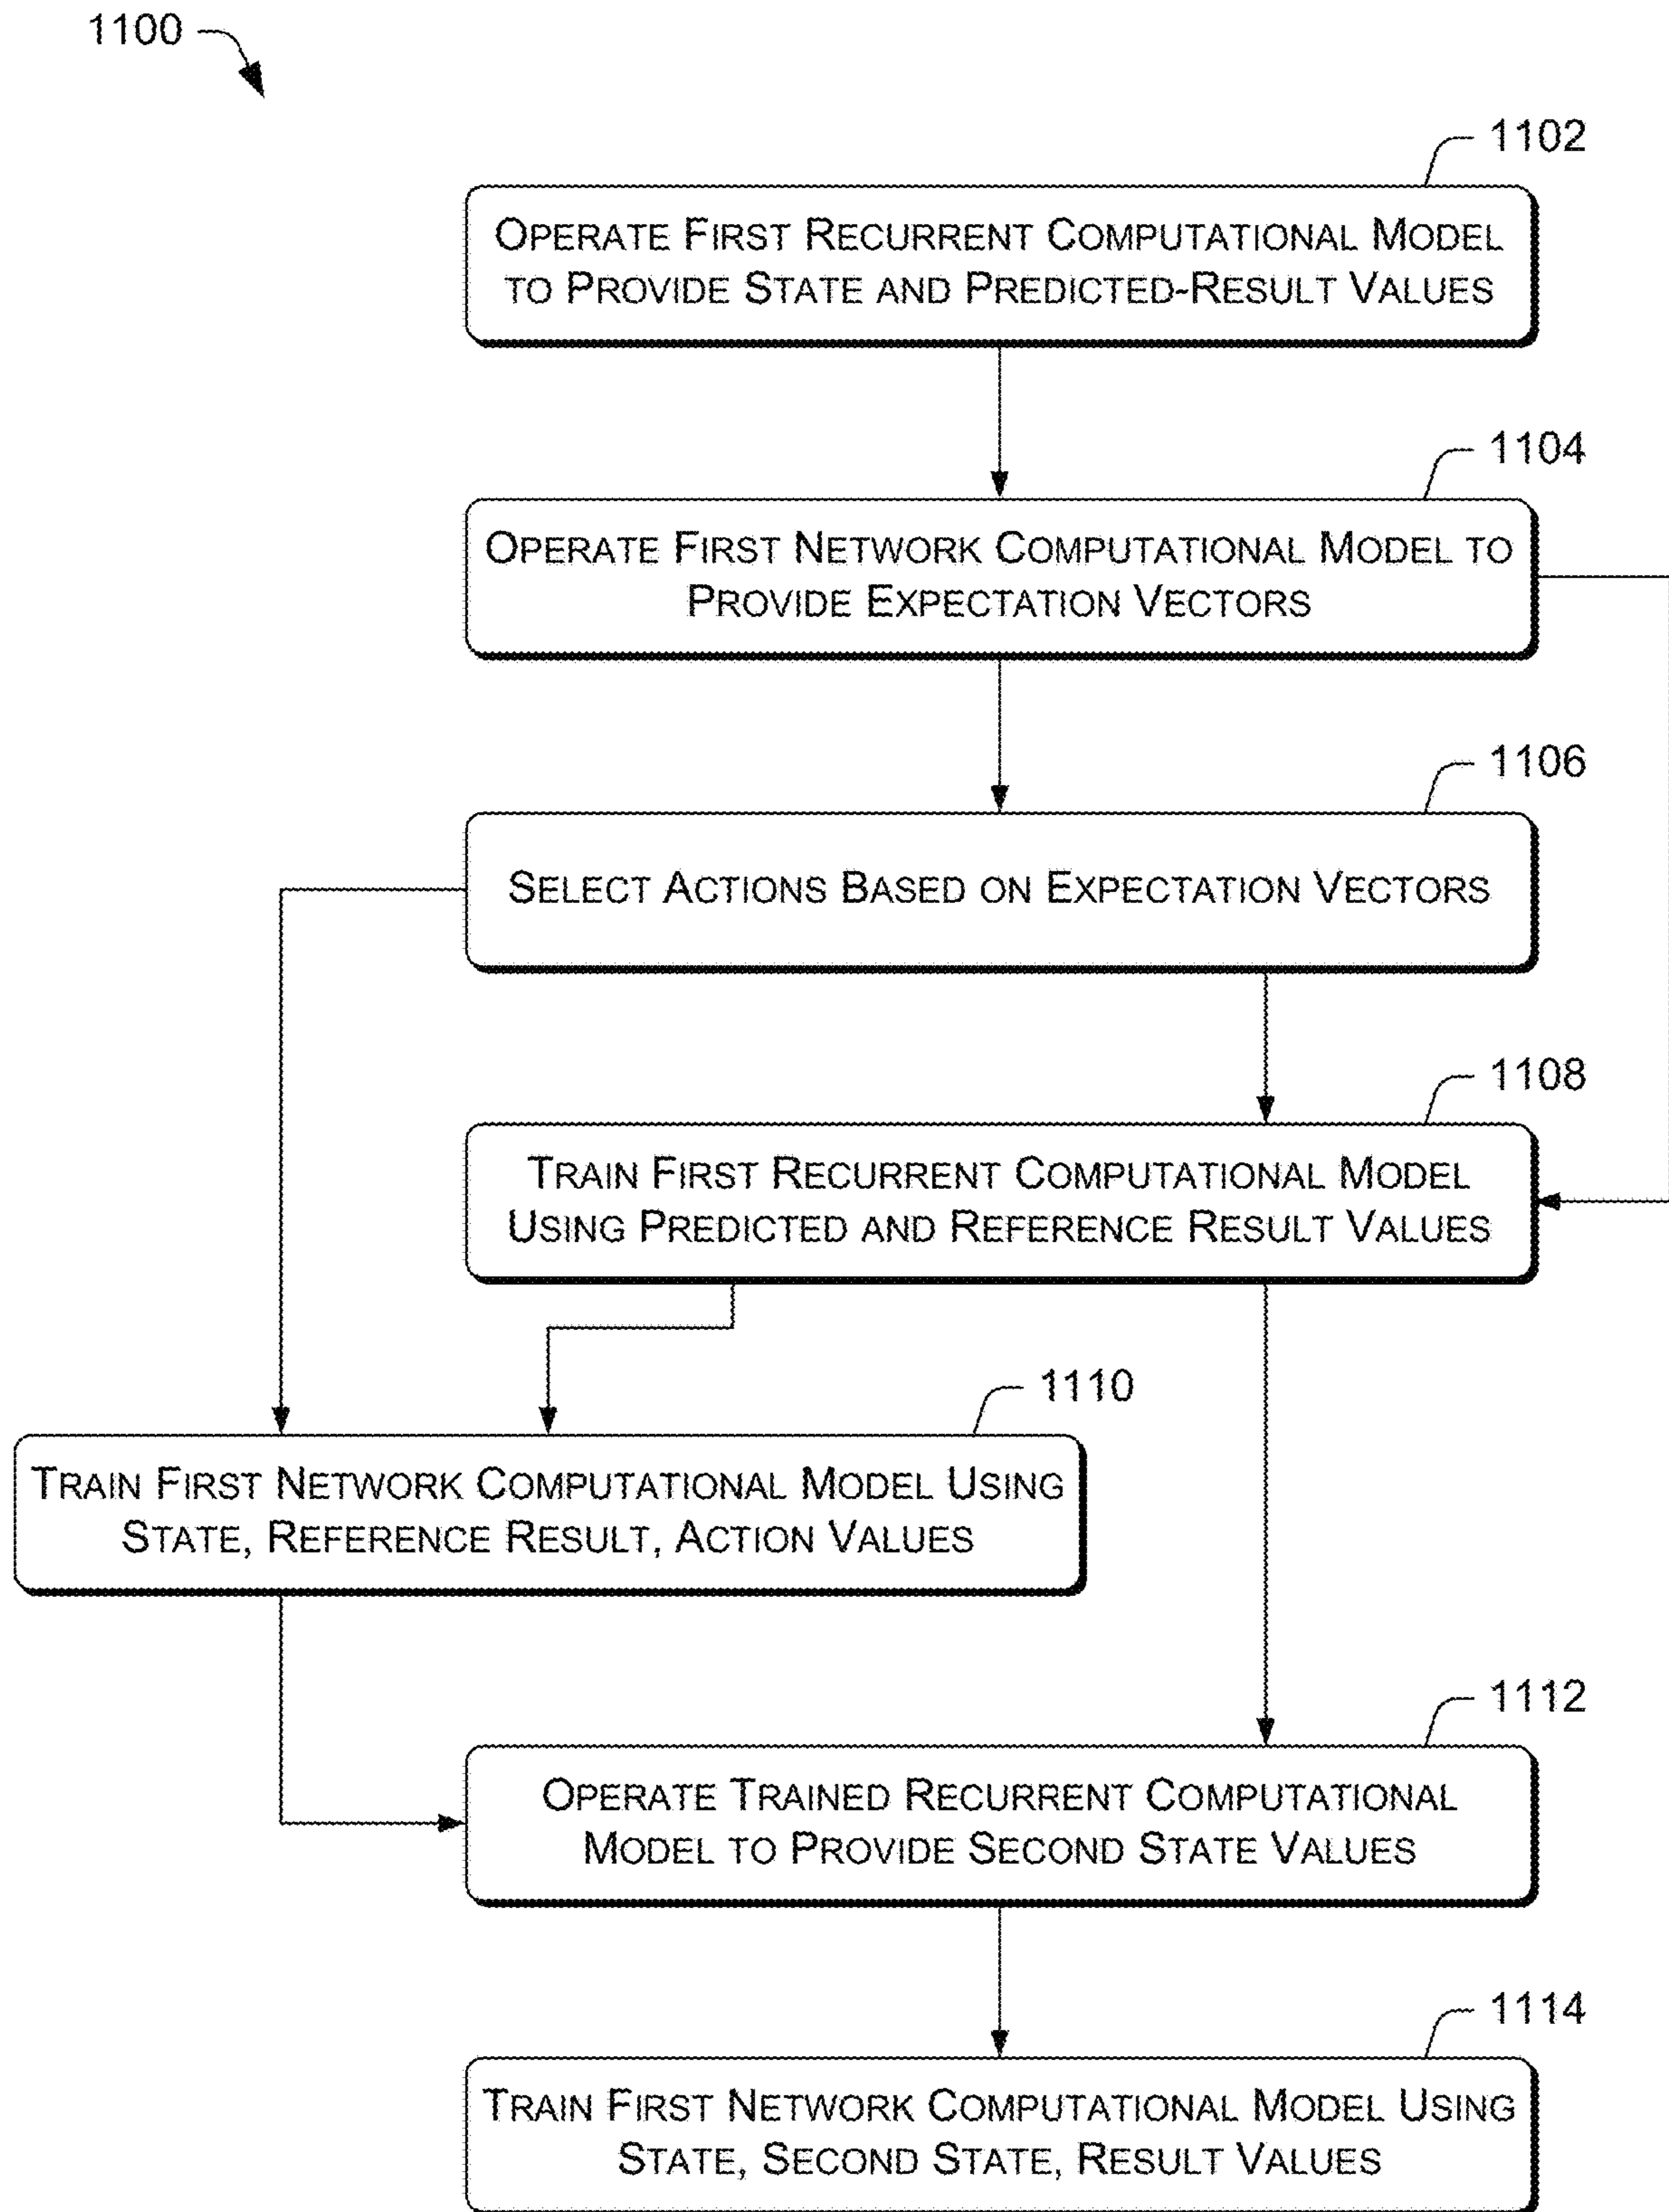 1100
1102
OPERATE FIRST RECURRENT COMPUTATIONAL MODEL
TO PROVIDE STATE AND PREDICTED-RESULT VALUES
1104
OPERATE FIRST NETWORK COMPUTATIONAL MODEL TO
PROVIDE EXPECTATION VECTORS
1106
SELECT ACTIONS BASED ON EXPECTATION VECTORS
1108
TRAIN FIRST RECURRENT COMPUTATIONAL MODEL
USING PREDICTED AND REFERENCE RESULT VALUES
1110
TRAIN FIRST NETWORK COMPUTATIONAL MODEL USING
STATE, REFERENCE RESULT, ACTION VALUES
1112
OPERATE TRAINED RECURRENT COMPUTATIONAL
MODEL TO PROVIDE SECOND STATE VALUES
1114
TRAIN FIRST NETWORK COMPUTATIONAL MODEL USING
STATE, SECOND STATE, RESULT VALUES